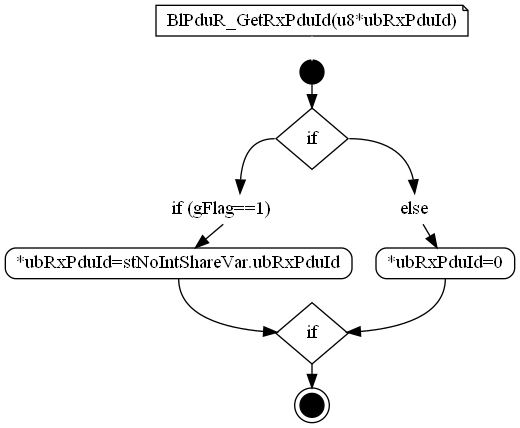 BlPduR_GetRxPduId(u8*ubRxPduId)
if
if (gFlag==1)
else
*ubRxPduId=stNoIntShareVar.ubRxPduId
*ubRxPduId=0
if